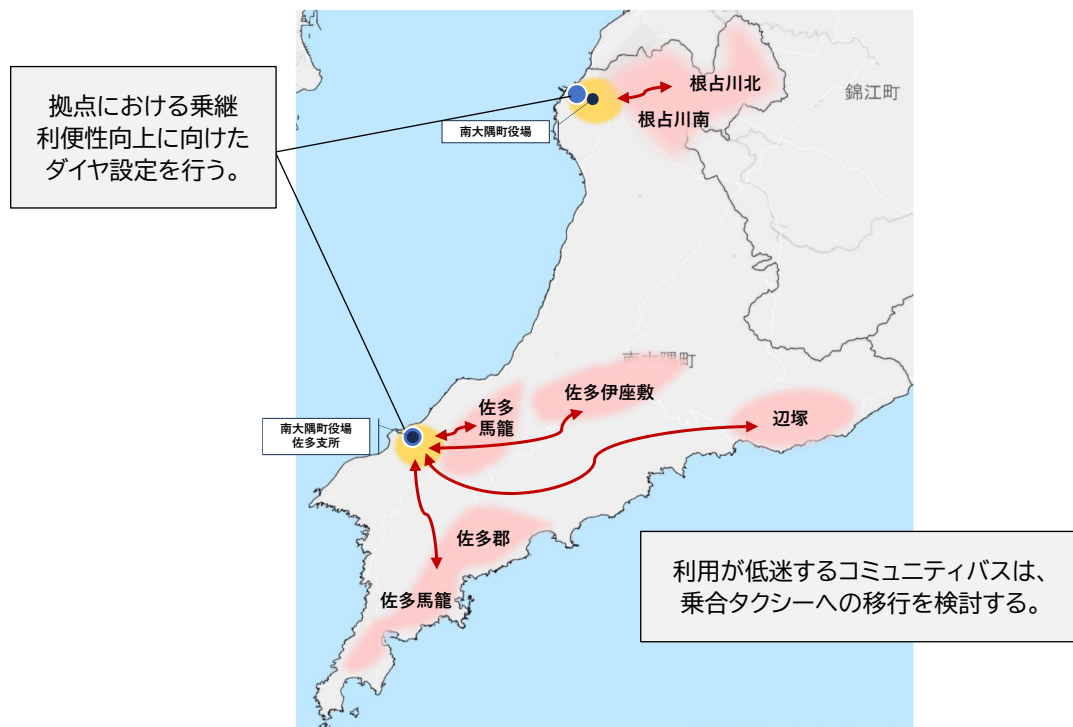 拠点における乗継
利便性向上に向けた
ダイヤ設定を行う。
根占川北
錦江町
根占川南
南大隅町役場
南大隅町
佐多伊座敷
佐多
馬籠
辺塚
南大隅町役場
佐多支所
佐多郡
佐多馬籠
利用が低迷するコミュニティバスは、
乗合タクシーへの移行を検討する。